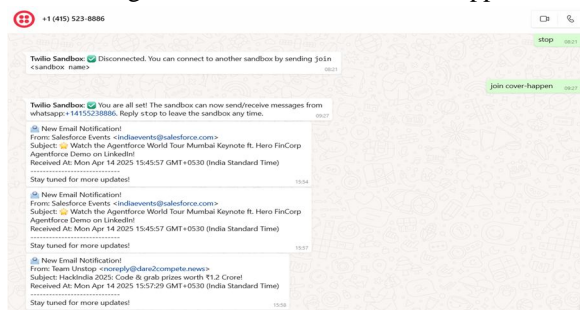 +1 (415) 523-8886
stop 09:21
Twilio Sandbox: ✅ Disconnected. You can connect to another sandbox by sending join
<sandbox name>
09:21
join cover-happen 09:27
Twilio Sandbox: ✅ You are all set! The sandbox can now send/receive messages from
whatsapp:+14155238886. Reply stop to leave the sandbox any time.
09:27
📩 New Email Notification!
From: Salesforce Events <indiaevents@salesforce.com>
Subject: 🌟 Watch the Agentforce World Tour Mumbai Keynote ft. Hero FinCorp
Agentforce Demo on LinkedIn!
Received At: Mon Apr 14 2025 15:45:57 GMT+0530 (India Standard Time)
----------------------------
Stay tuned for more updates!
15:54
📩 New Email Notification!
From: Salesforce Events <indiaevents@salesforce.com>
Subject: 🌟 Watch the Agentforce World Tour Mumbai Keynote ft. Hero FinCorp
Agentforce Demo on LinkedIn!
Received At: Mon Apr 14 2025 15:45:57 GMT+0530 (India Standard Time)
----------------------------
Stay tuned for more updates!
15:57
📩 New Email Notification!
From: Team Unstop <noreply@dare2compete.news>
Subject: HackIndia 2025: Code & grab prizes worth ₹1.2 Crore!
Received At: Mon Apr 14 2025 15:57:29 GMT+0530 (India Standard Time)
----------------------------
Stay tuned for more updates!
15:58